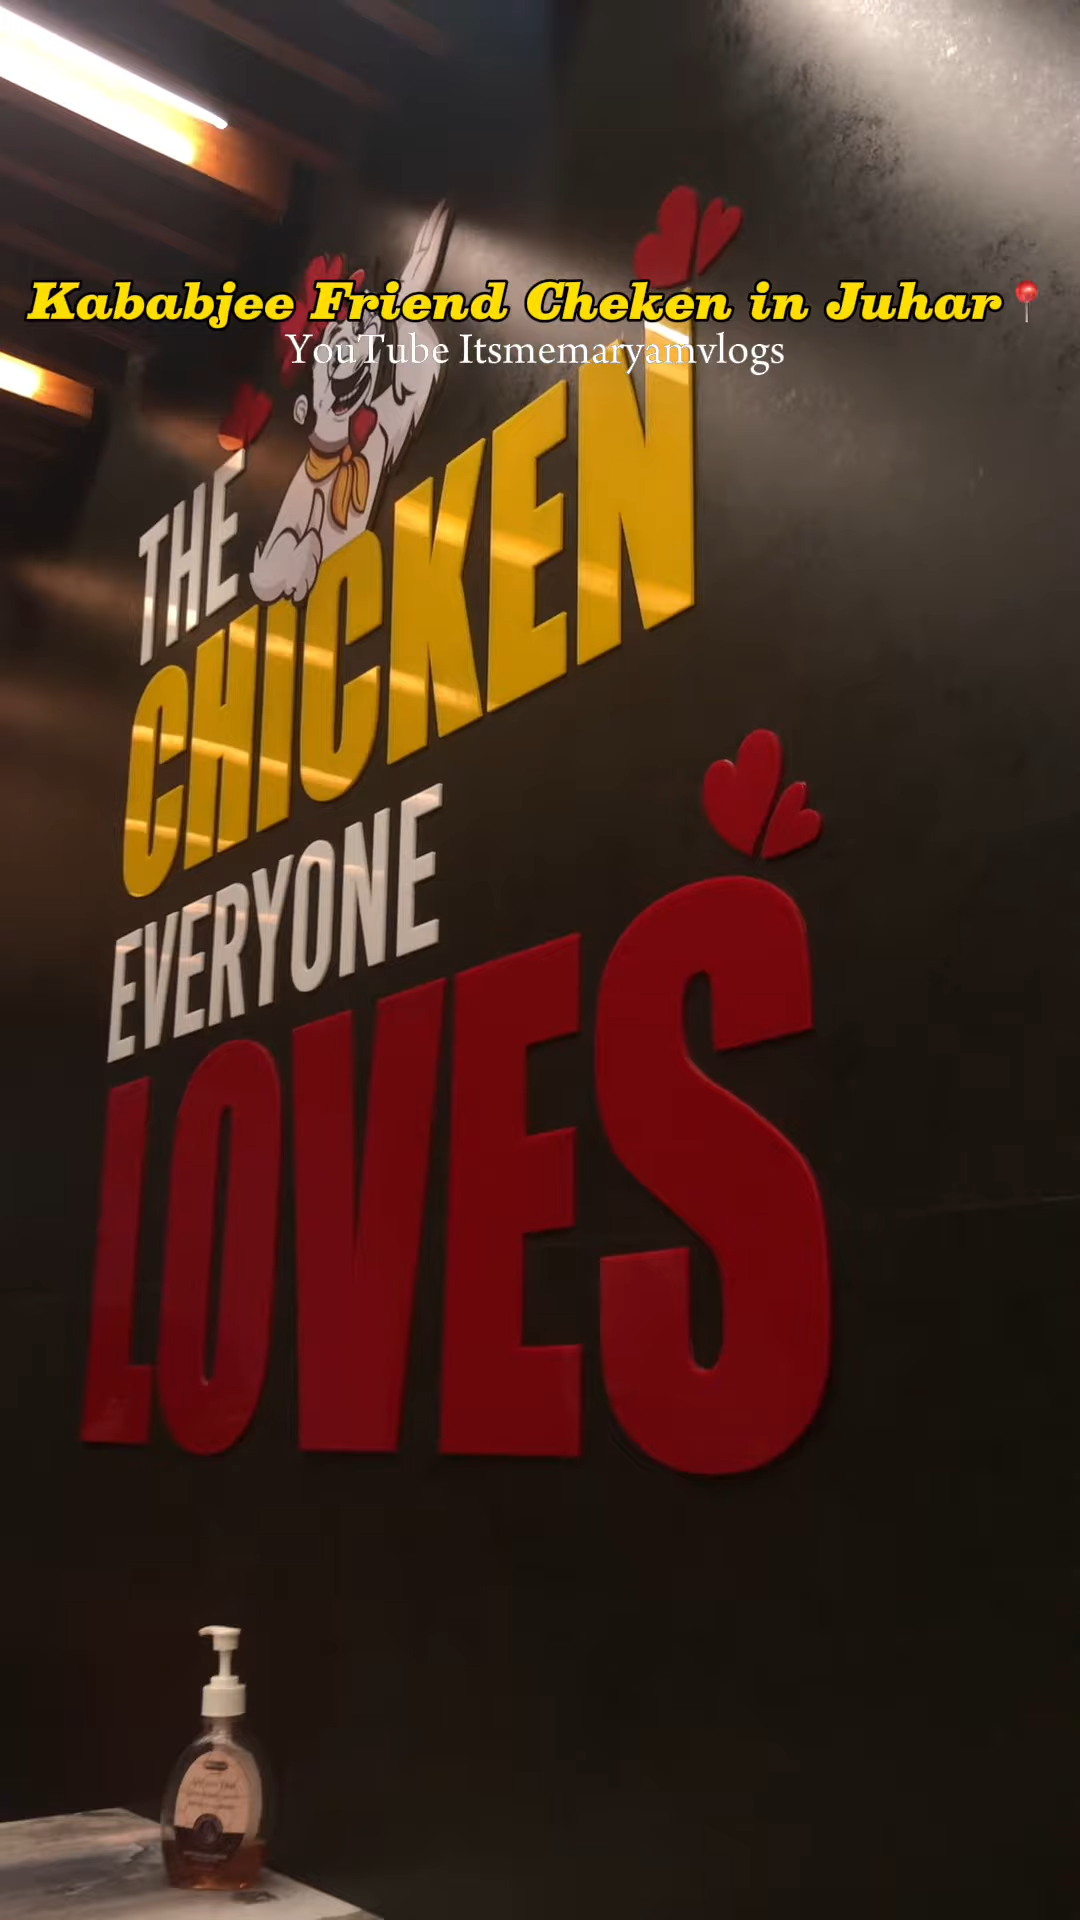 Kababjee Friend Cheken in Juhar
YouTube Itsmemaryamvlogs
THE
CHICKEN
EVERYONE
LOVES